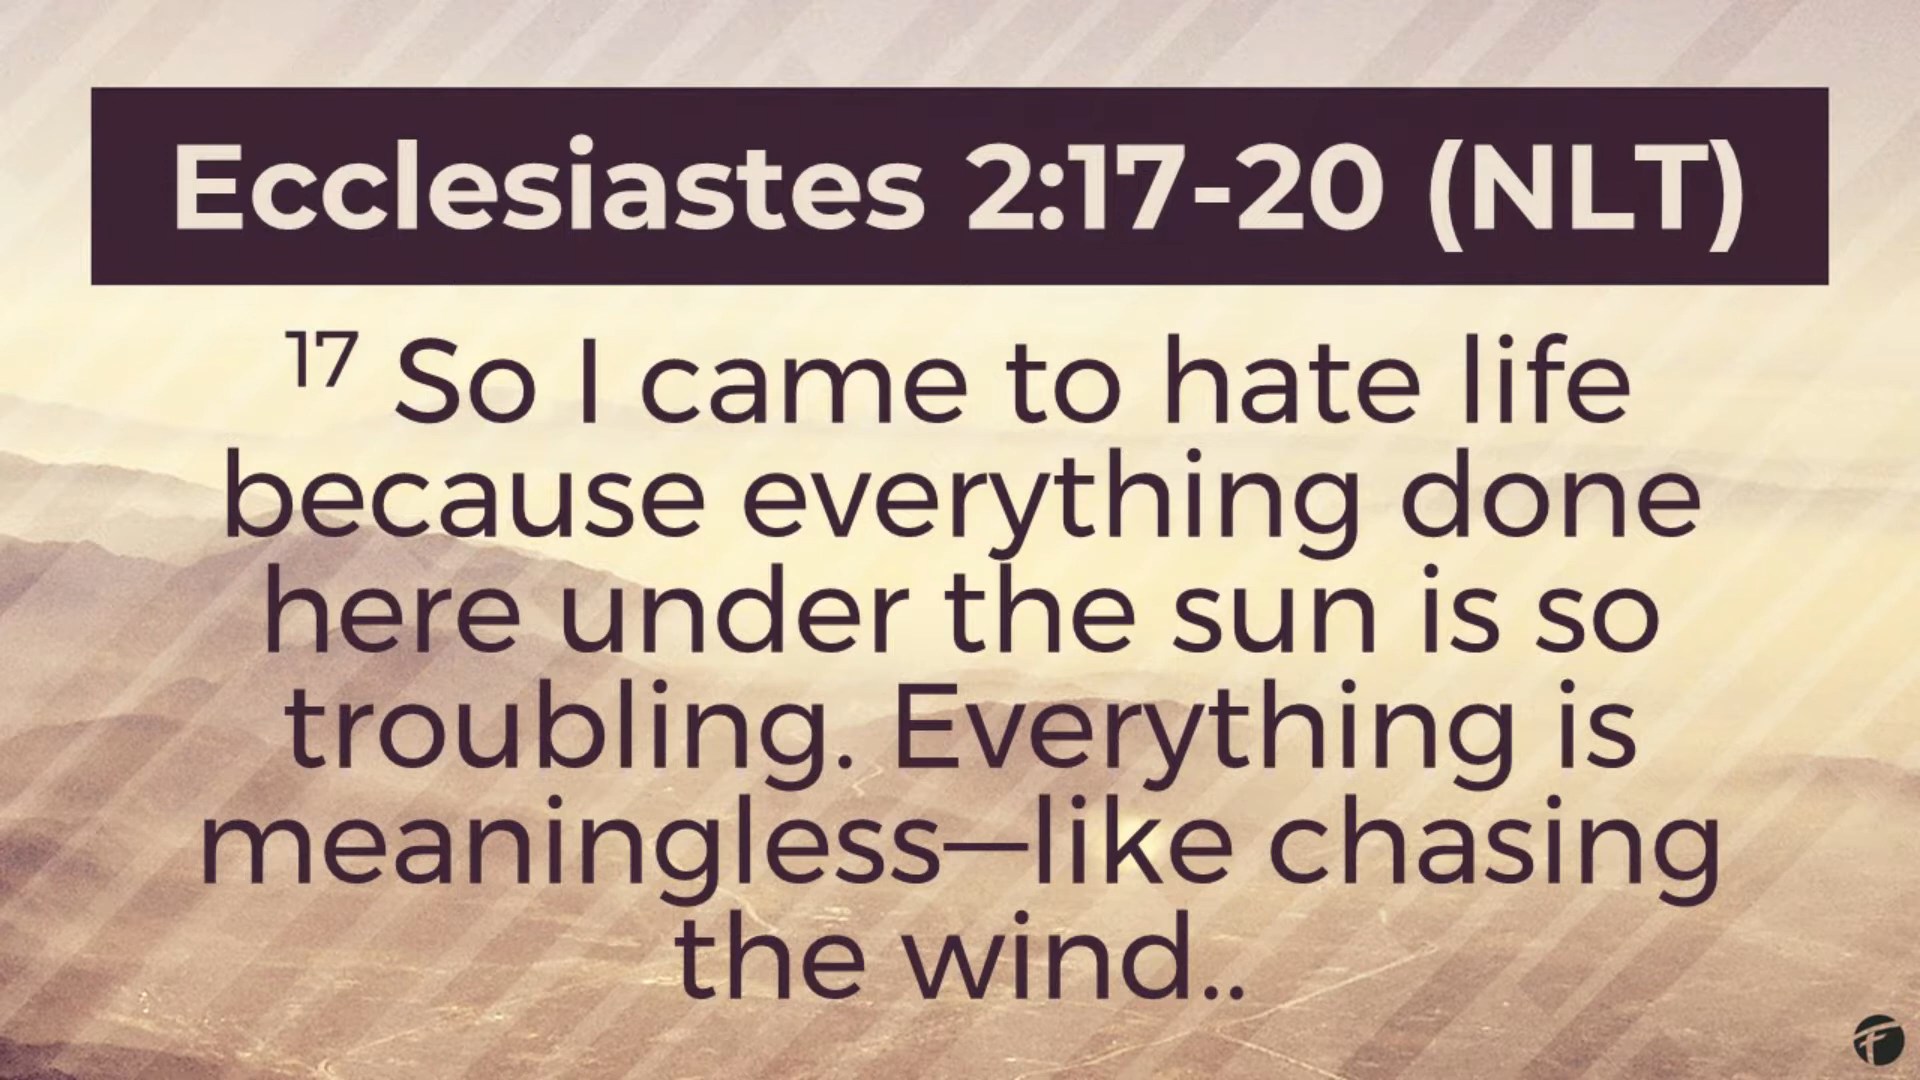 Ecclesiastes 2:17-20 (NLT)
17 So I came to hate life
because everything done
here under the sun is so
troubling. Everything is
meaningless—like chasing
the wind..